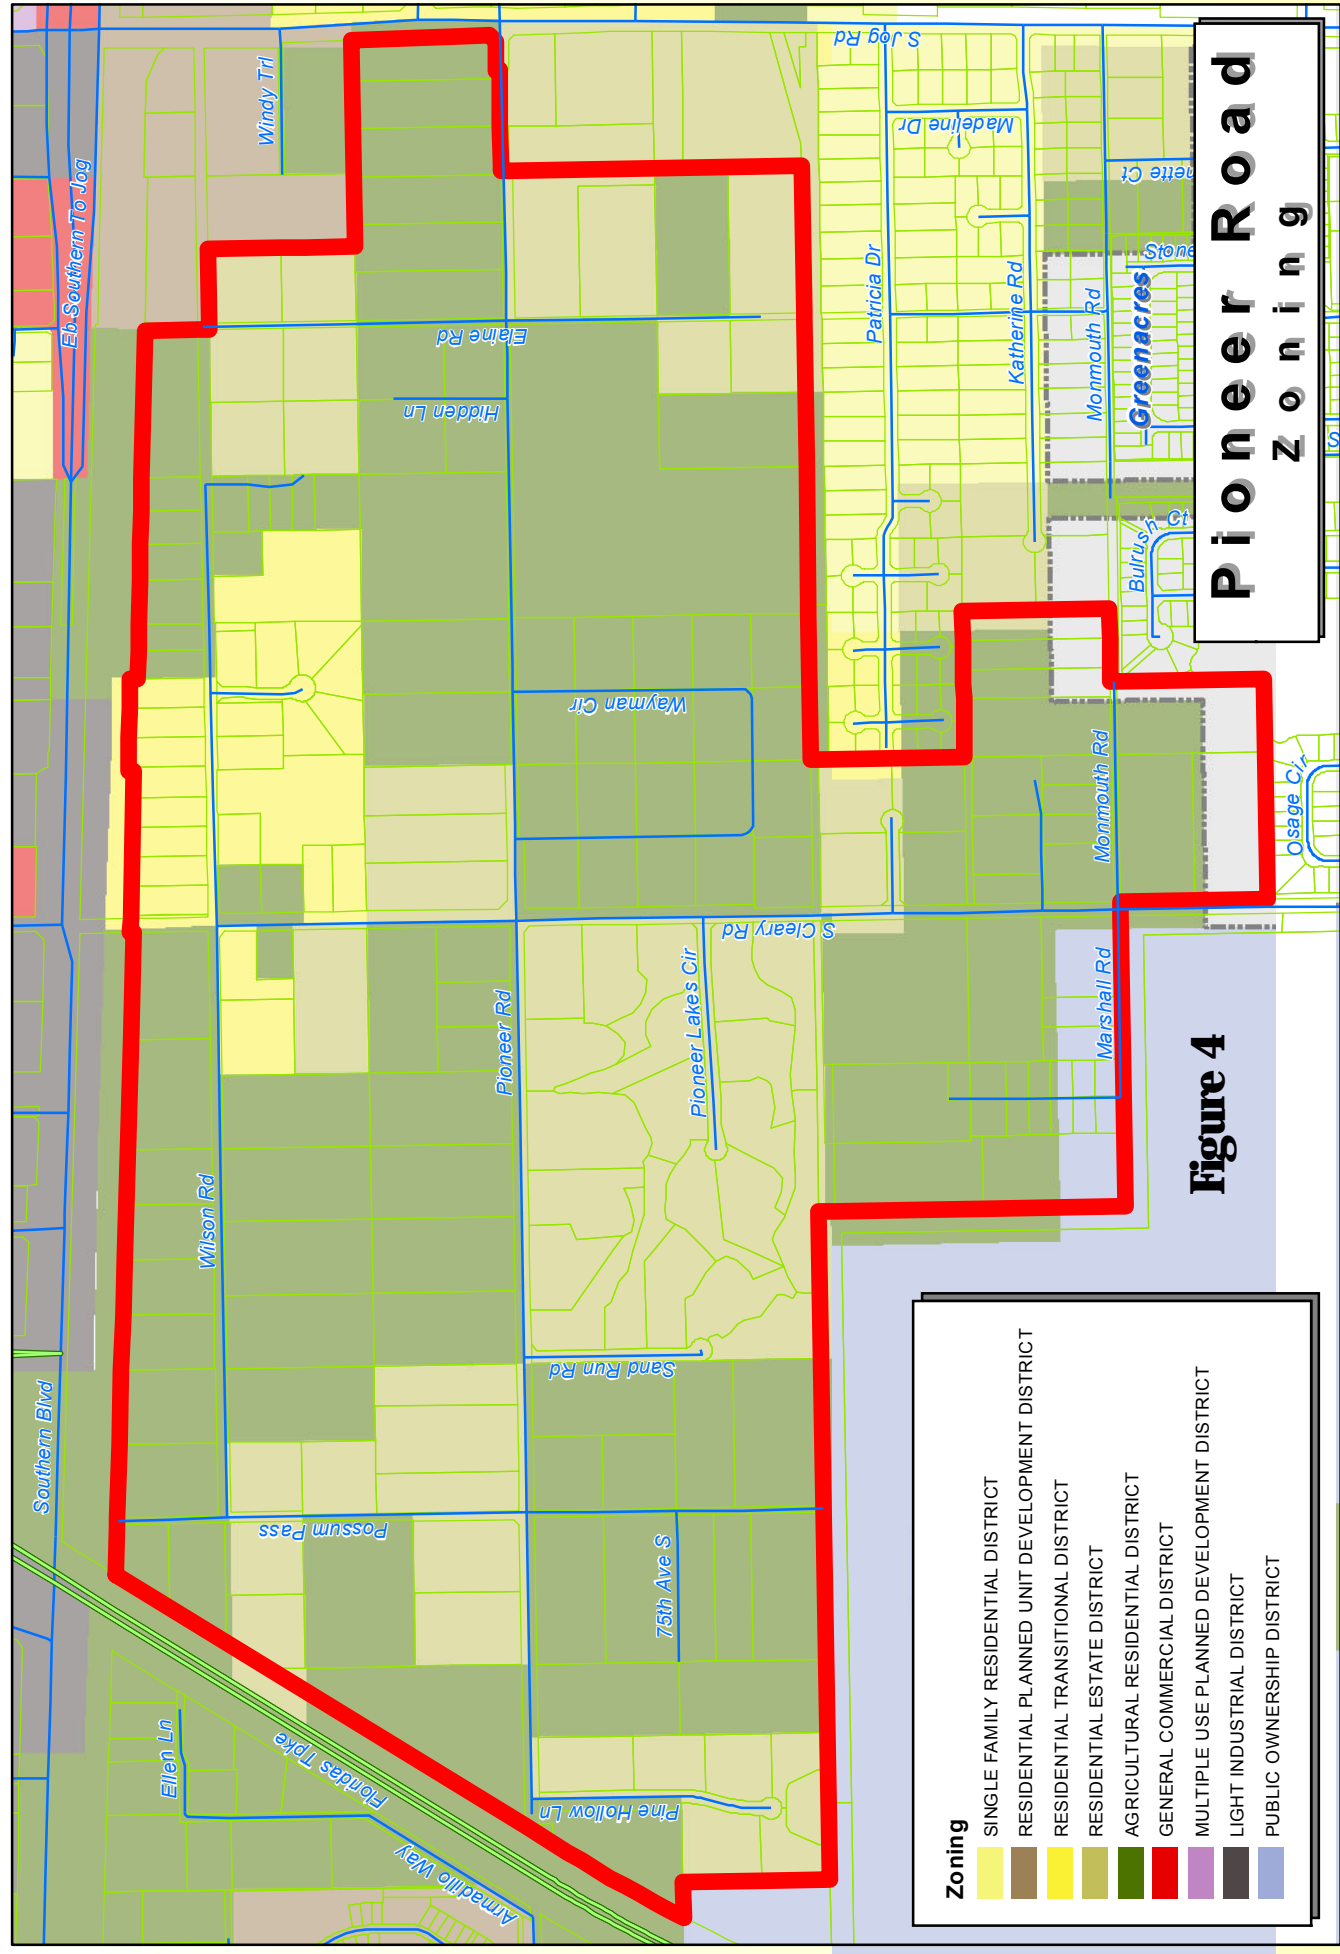 Pioneer Road
Zoning
Figure 4
Zoning
SINGLE FAMILY RESIDENTIAL DISTRICT
RESIDENTIAL PLANNED UNIT DEVELOPMENT DISTRICT
RESIDENTIAL TRANSITIONAL DISTRICT
RESIDENTIAL ESTATE DISTRICT
AGRICULTURAL RESIDENTIAL DISTRICT
GENERAL COMMERCIAL DISTRICT
MULTIPLE USE PLANNED DEVELOPMENT DISTRICT
LIGHT INDUSTRIAL DISTRICT
PUBLIC OWNERSHIP DISTRICT
Southern Blvd
Eb Southern To Jog
Windy Trl
S Jog Rd
Elaine Rd
Hidden Ln
Wilson Rd
Pioneer Rd
Wayman Cir
S Cleary Rd
Pioneer Lakes Cir
Sand Run Rd
Possum Pass
75th Ave S
Pine Hollow Ln
Floridas Tpke
Ellen Ln
Armadillo Way
Patricia Dr
Madeline Dr
Katherine Rd
Monmouth Rd
Greenacres
Stone
nette Ct
Bulrush Ct
Monmouth Rd
Marshall Rd
Osage Cir
S